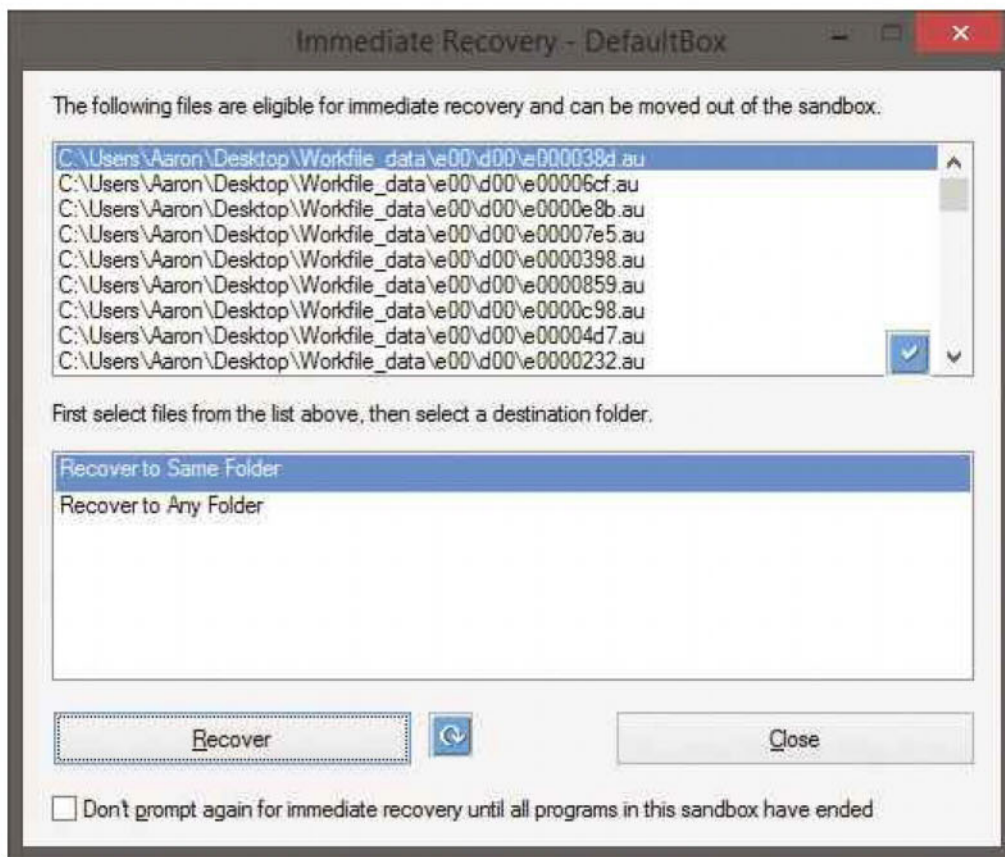 Immediate Recovery - DefaultBox
The following files are eligible for immediate recovery and can be moved out of the sandbox.
C:\Users\Aaron\Desktop\Workfile_data\e00\d00\e000038d.au
C:\Users\Aaron\Desktop\Workfile_data\e00\d00\e00006cf.au
C:\Users\Aaron\Desktop\Workfile_data\e00\d00\e0000e8b.au
C:\Users\Aaron\Desktop\Workfile_data\e00\d00\e00007e5.au
C:\Users\Aaron\Desktop\Workfile_data\e00\d00\e0000398.au
C:\Users\Aaron\Desktop\Workfile_data\e00\d00\e0000859.au
C:\Users\Aaron\Desktop\Workfile_data\e00\d00\e0000c98.au
C:\Users\Aaron\Desktop\Workfile_data\e00\d00\e00004d7.au
C:\Users\Aaron\Desktop\Workfile_data\e00\d00\e0000232.au
First select files from the list above, then select a destination folder.
Recover to Same Folder
Recover to Any Folder
Recover
Close
Don't prompt again for immediate recovery until all programs in this sandbox have ended